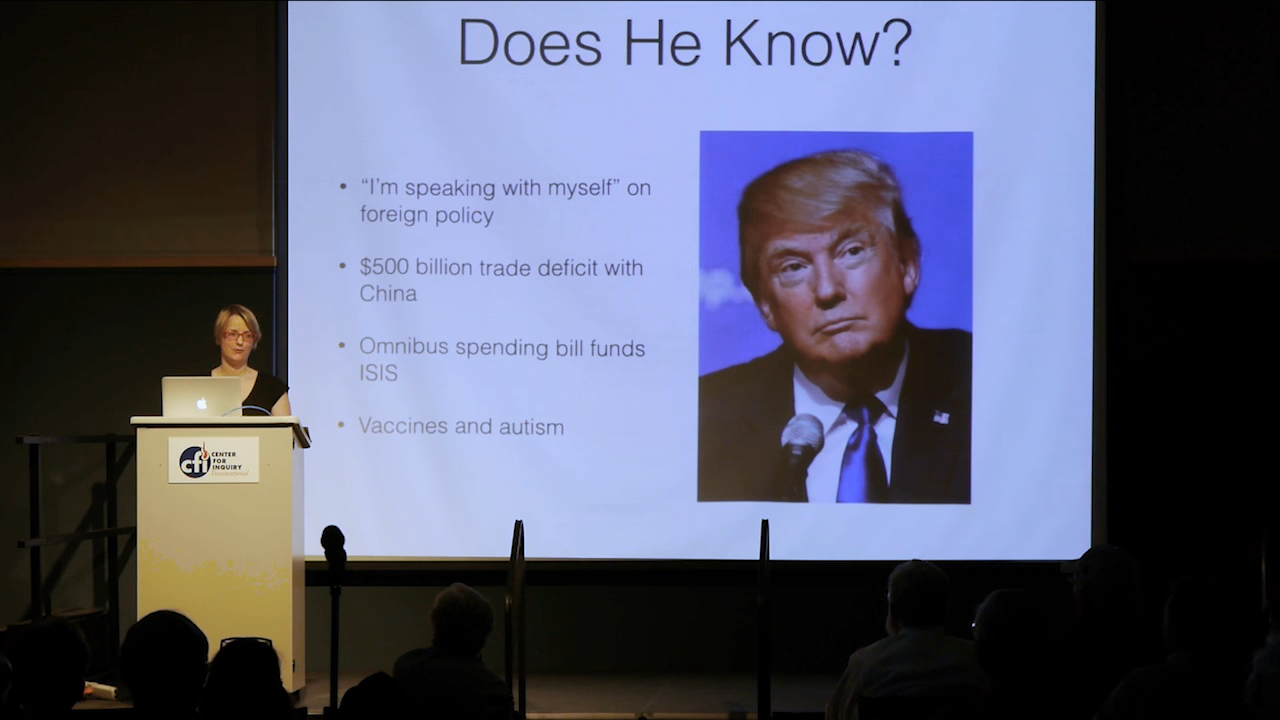 Does He Know?
• "I'm speaking with myself" on
foreign policy
• $500 billion trade deficit with
China
• Omnibus spending bill funds
ISIS
• Vaccines and autism
cfi
CENTER
FOR
INQUIRY